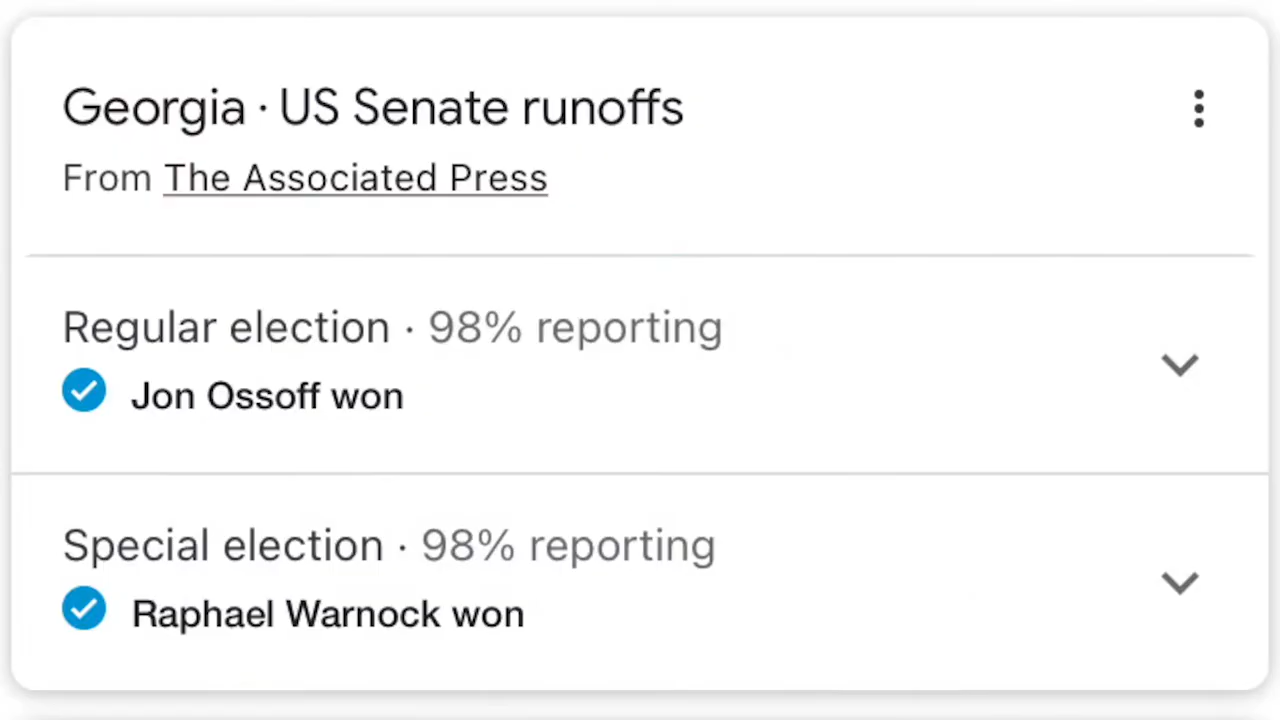 Georgia · US Senate runoffs
From The Associated Press
Regular election · 98% reporting
Jon Ossoff won
Special election · 98% reporting
Raphael Warnock won